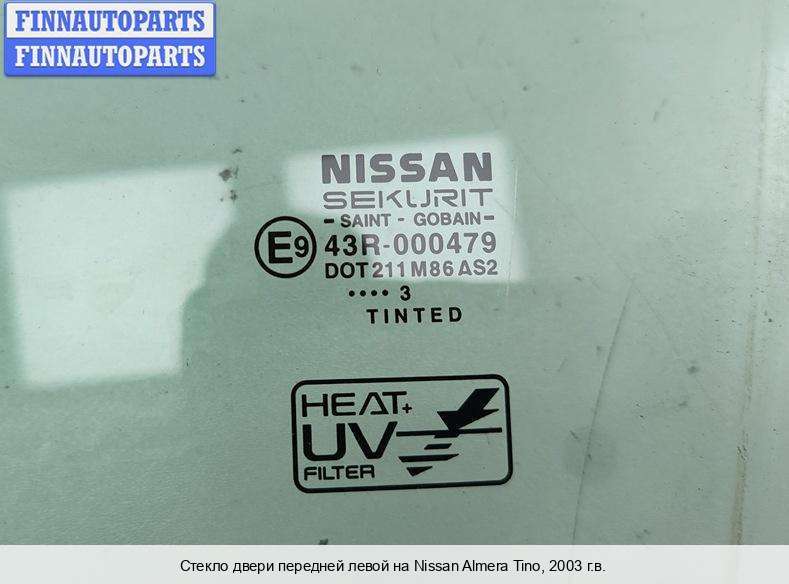 FINNAUTOPARTS
FINNAUTOPARTS
NISSAN
SEKURIT
- SAINT - GOBAIN -
E9 43R-000479
DOT 211 M86 AS2
•••• 3
TINTED
HEAT+
UV
FILTER
Стекло двери передней левой на Nissan Almera Tino, 2003 г.в.